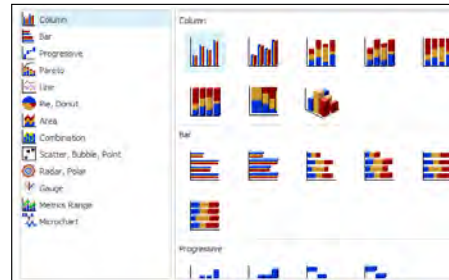 Column
Bar
Progressive
Pareto
Line
Pie, Donut
Area
Combination
Scatter, Bubble, Point
Radar, Polar
Gauge
Metrics Range
Microchart
Column
Bar
Progressive